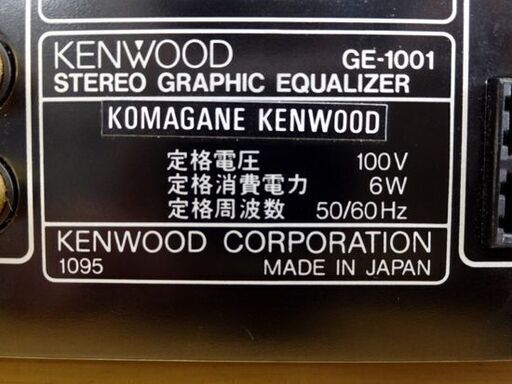 KENWOOD GE-1001
STEREO GRAPHIC EQUALIZER
KOMAGANE KENWOOD
定格電圧 100V
定格消費電力 6W
定格周波数 50/60Hz
KENWOOD CORPORATION
1095 MADE IN JAPAN